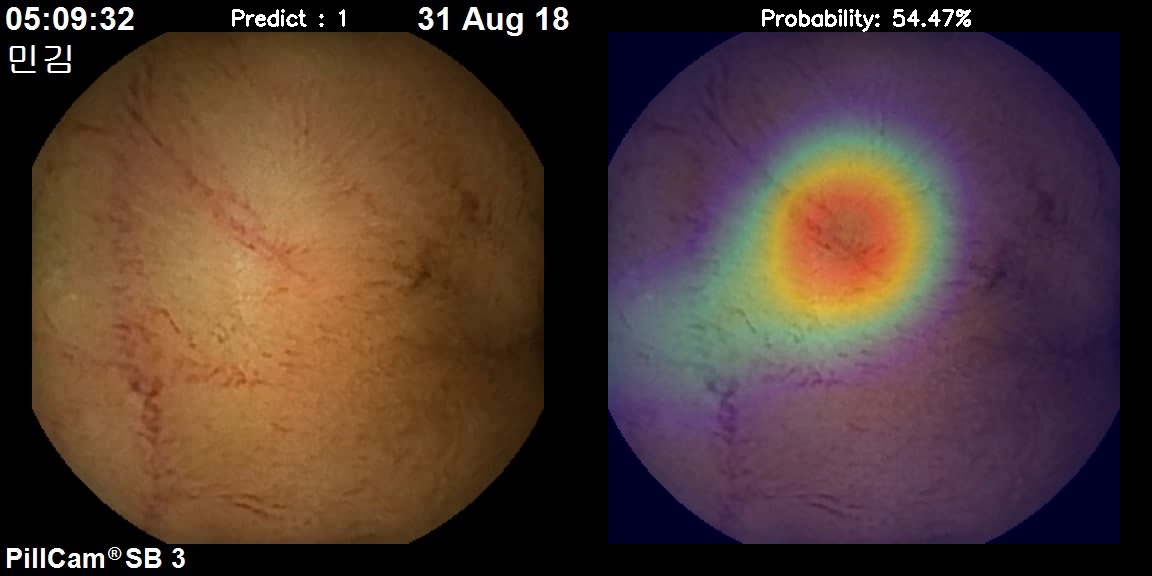 05:09:32 Predict : 1 31 Aug 18 Probability: 54.47%
민김
PillCam® SB 3